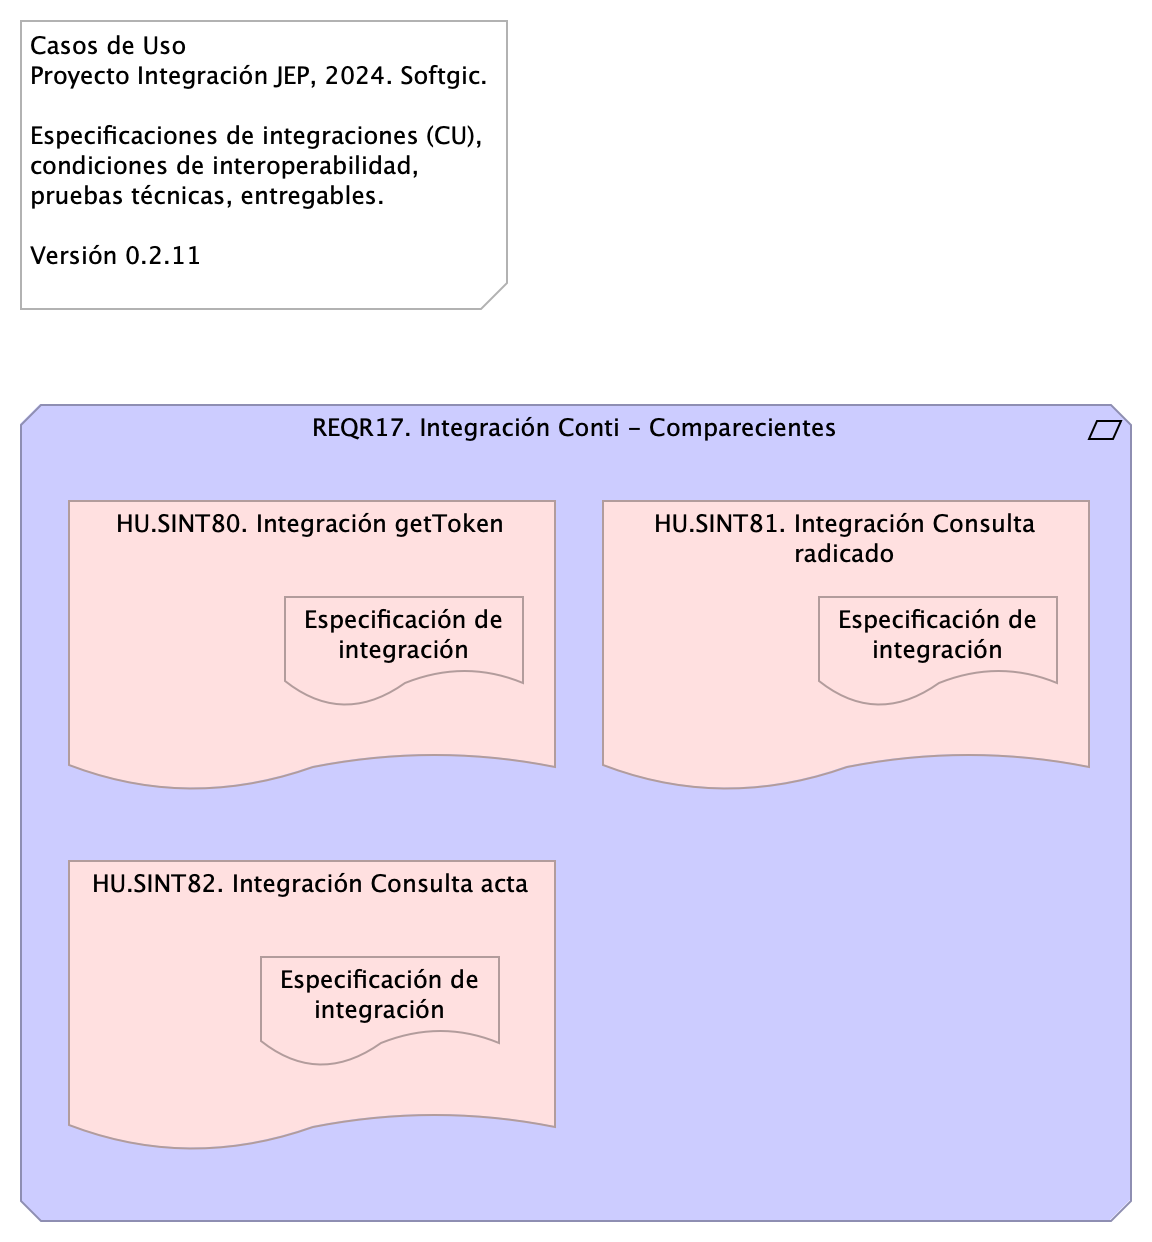 Casos de Uso
Proyecto Integración JEP, 2024. Softgic.
Especificaciones de integraciones (CU),
condiciones de interoperabilidad,
pruebas técnicas, entregables.
Versión 0.2.11
REQR17. Integración Conti – Comparecientes
HU.SINT80. Integración getToken
Especificación de
integración
HU.SINT81. Integración Consulta
radicado
Especificación de
integración
HU.SINT82. Integración Consulta acta
Especificación de
integración